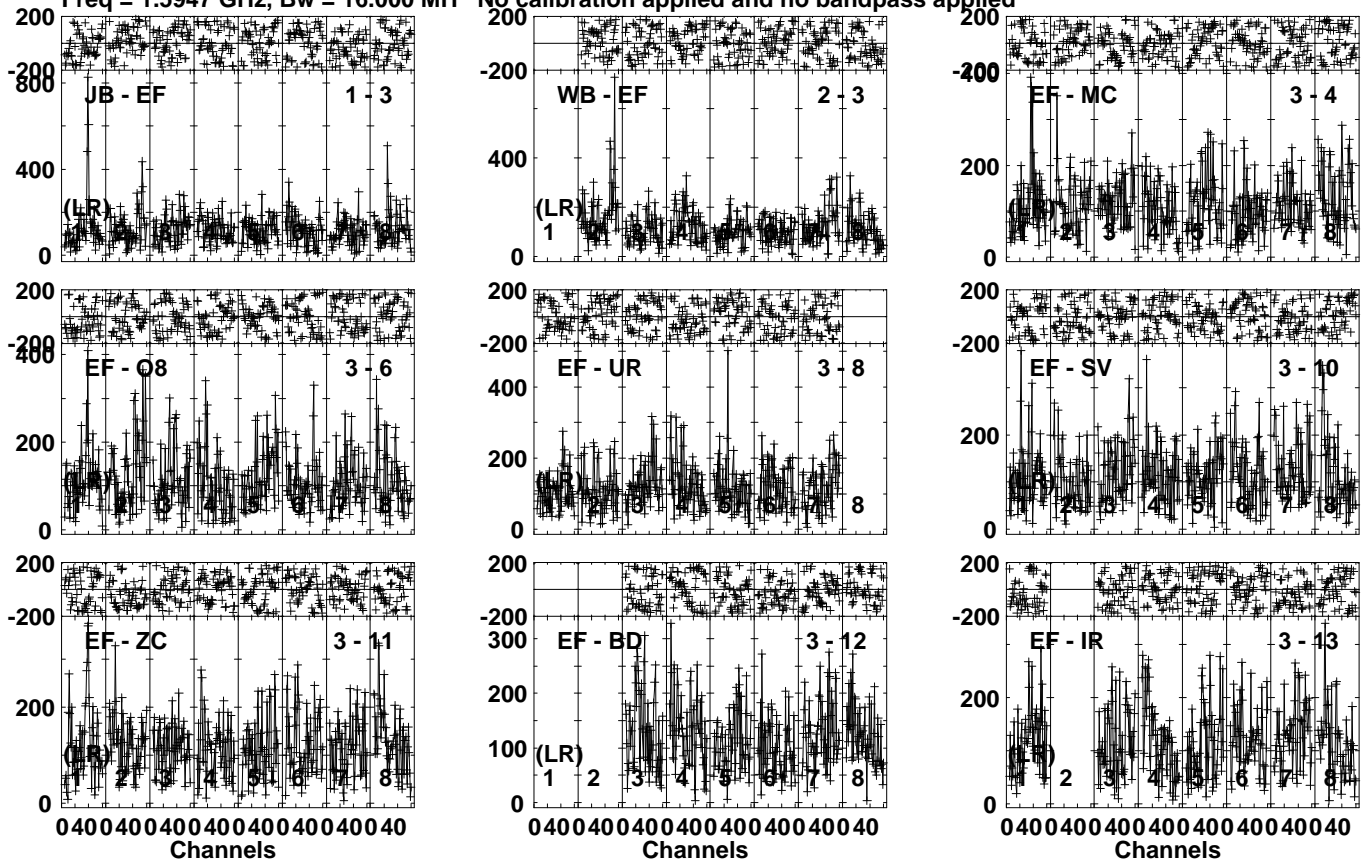 Freq = 1.5947 GHz, Bw = 16.000 MH No calibration applied and no bandpass applied
200
-200
800
400
0
JB - EF 1 - 3
(LR)
1 2 3 4 5 6 7 8
200
-200
400
0
WB - EF 2 - 3
(LR)
1 2 3 4 5 6 7 8
200
-200
400
200
0
EF - MC 3 - 4
(LR)
1 2 3 4 5 6 7 8
200
-200
400
200
0
EF - O8 3 - 6
(LR)
1 2 3 4 5 6 7 8
200
-200
400
200
0
EF - UR 3 - 8
(LR)
1 2 3 4 5 6 7 8
200
-200
200
0
EF - SV 3 - 10
(LR)
1 2 3 4 5 6 7 8
200
-200
200
0
EF - ZC 3 - 11
(LR)
1 2 3 4 5 6 7 8
200
-200
300
200
100
0
EF - BD 3 - 12
(LR)
1 2 3 4 5 6 7 8
200
-200
200
0
EF - IR 3 - 13
(LR)
1 2 3 4 5 6 7 8
0 40 0 40 0 40 0 40 0 40 0 40 0 40 0 40
Channels
0 40 0 40 0 40 0 40 0 40 0 40 0 40 0 40
Channels
0 40 0 40 0 40 0 40 0 40 0 40 0 40 0 40
Channels